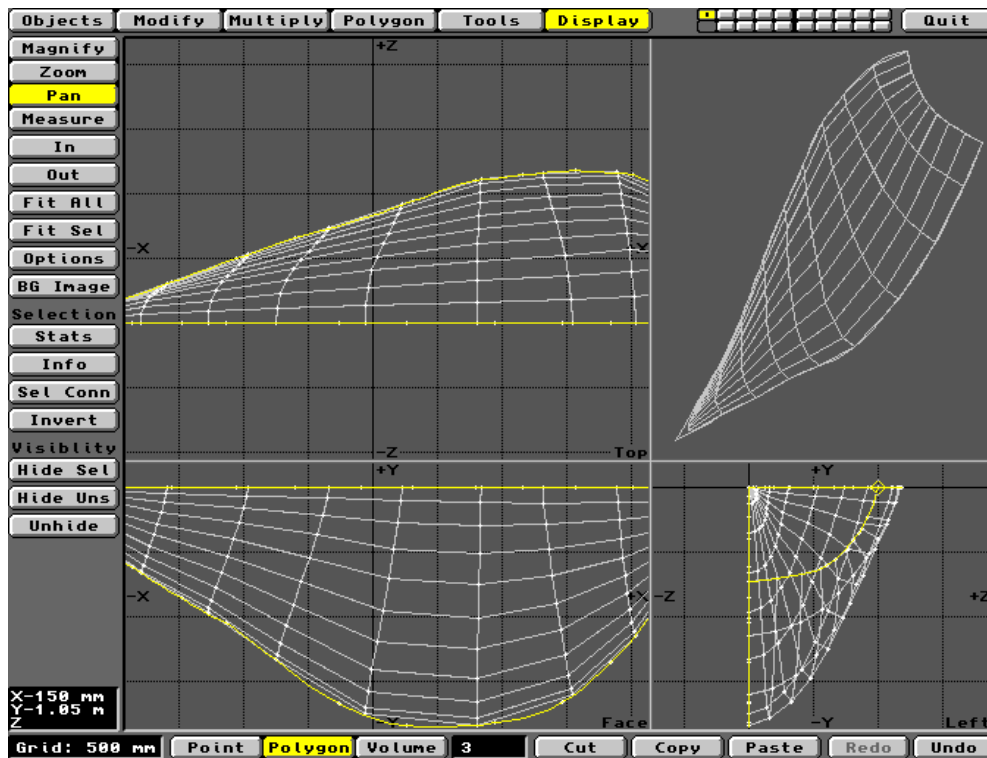 Objects Modify Multiply Polygon Tools Display Quit
Magnify
Zoom
Pan
Measure
In
Out
Fit All
Fit Sel
Options
BG Image
Selection
Stats
Info
Sel Conn
Invert
Visiblity
Hide Sel
Hide Uns
Unhide
+Z
-X +Y
-Z Top
+Y
-X +X
-Y Face
+Y
-Z +Z
-Y Left
X-150 mm
Y-1.05 m
Z
Grid: 500 mm Point Polygon Volume 3 Cut Copy Paste Redo Undo